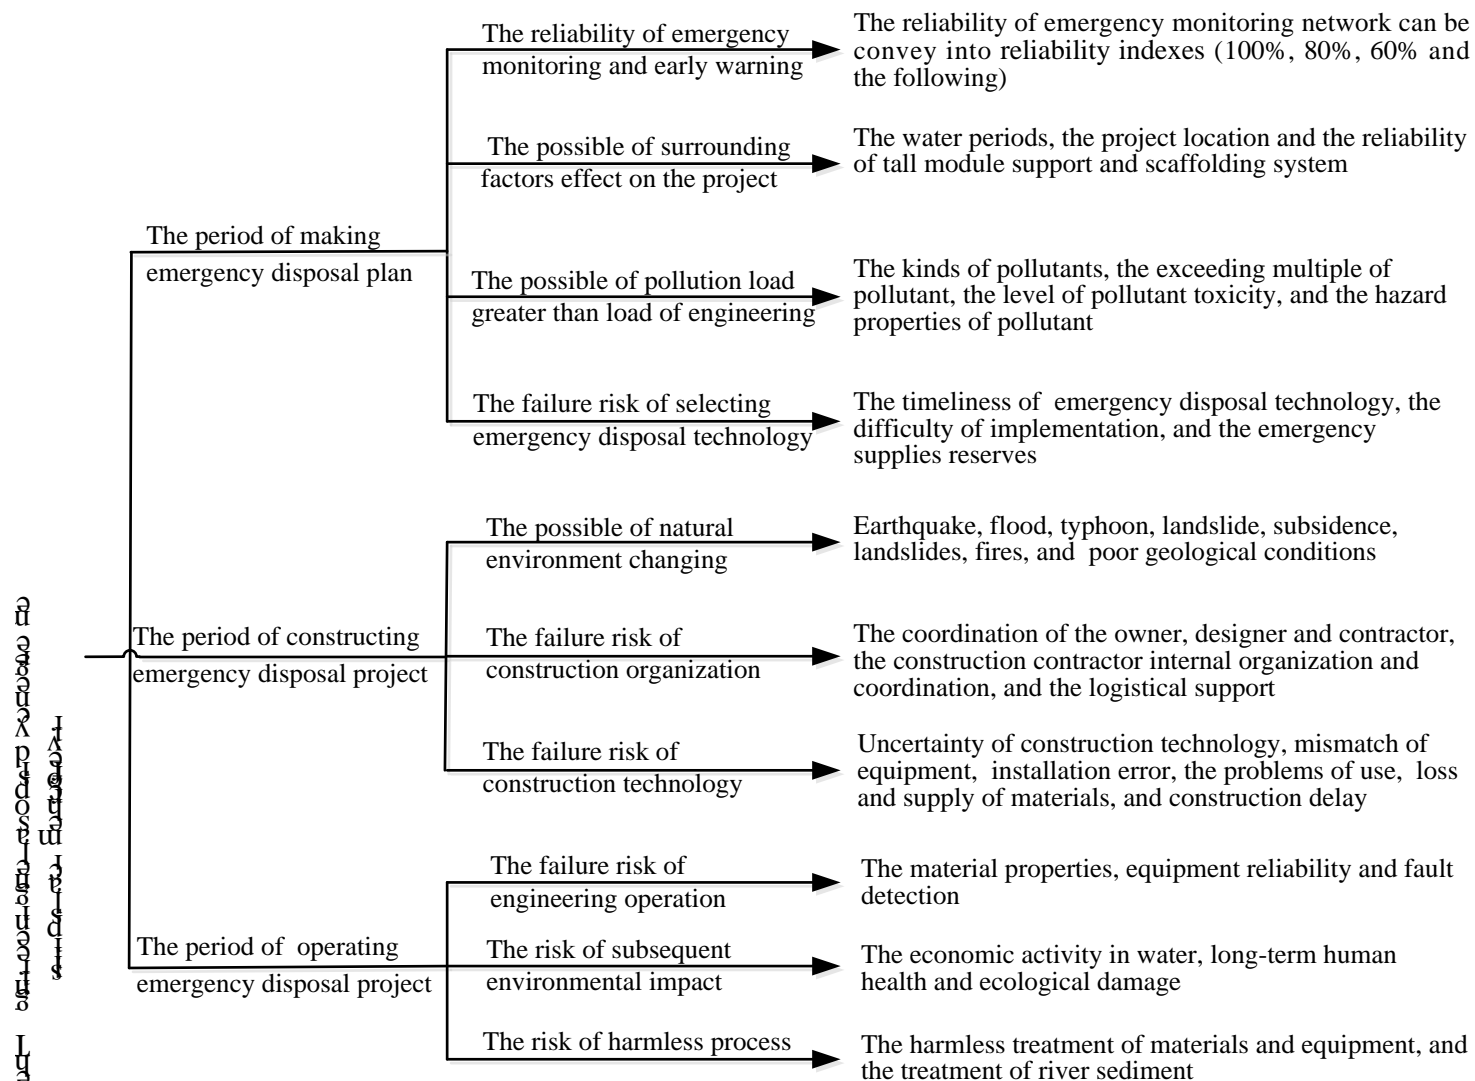 The reliability of emergency
monitoring and early warning
The reliability of emergency monitoring network can be
convey into reliability indexes (100%, 80%, 60% and
the following)
The possible of surrounding
factors effect on the project
The water periods, the project location and the reliability
of tall module support and scaffolding system
The period of making
emergency disposal plan
The possible of pollution load
greater than load of engineering
The kinds of pollutants, the exceeding multiple of
pollutant, the level of pollutant toxicity, and the hazard
properties of pollutant
The failure risk of selecting
emergency disposal technology
The timeliness of emergency disposal technology, the
difficulty of implementation, and the emergency
supplies reserves
The possible of natural
environment changing
Earthquake, flood, typhoon, landslide, subsidence,
landslides, fires, and poor geological conditions
The period of constructing
emergency disposal project
The failure risk of
construction organization
The coordination of the owner, designer and contractor,
the construction contractor internal organization and
coordination, and the logistical support
The failure risk of
construction technology
Uncertainty of construction technology, mismatch of
equipment, installation error, the problems of use, loss
and supply of materials, and construction delay
The failure risk of
engineering operation
The material properties, equipment reliability and fault
detection
The period of operating
emergency disposal project
The risk of subsequent
environmental impact
The economic activity in water, long-term human
health and ecological damage
The risk of harmless process
The harmless treatment of materials and equipment, and
the treatment of river sediment